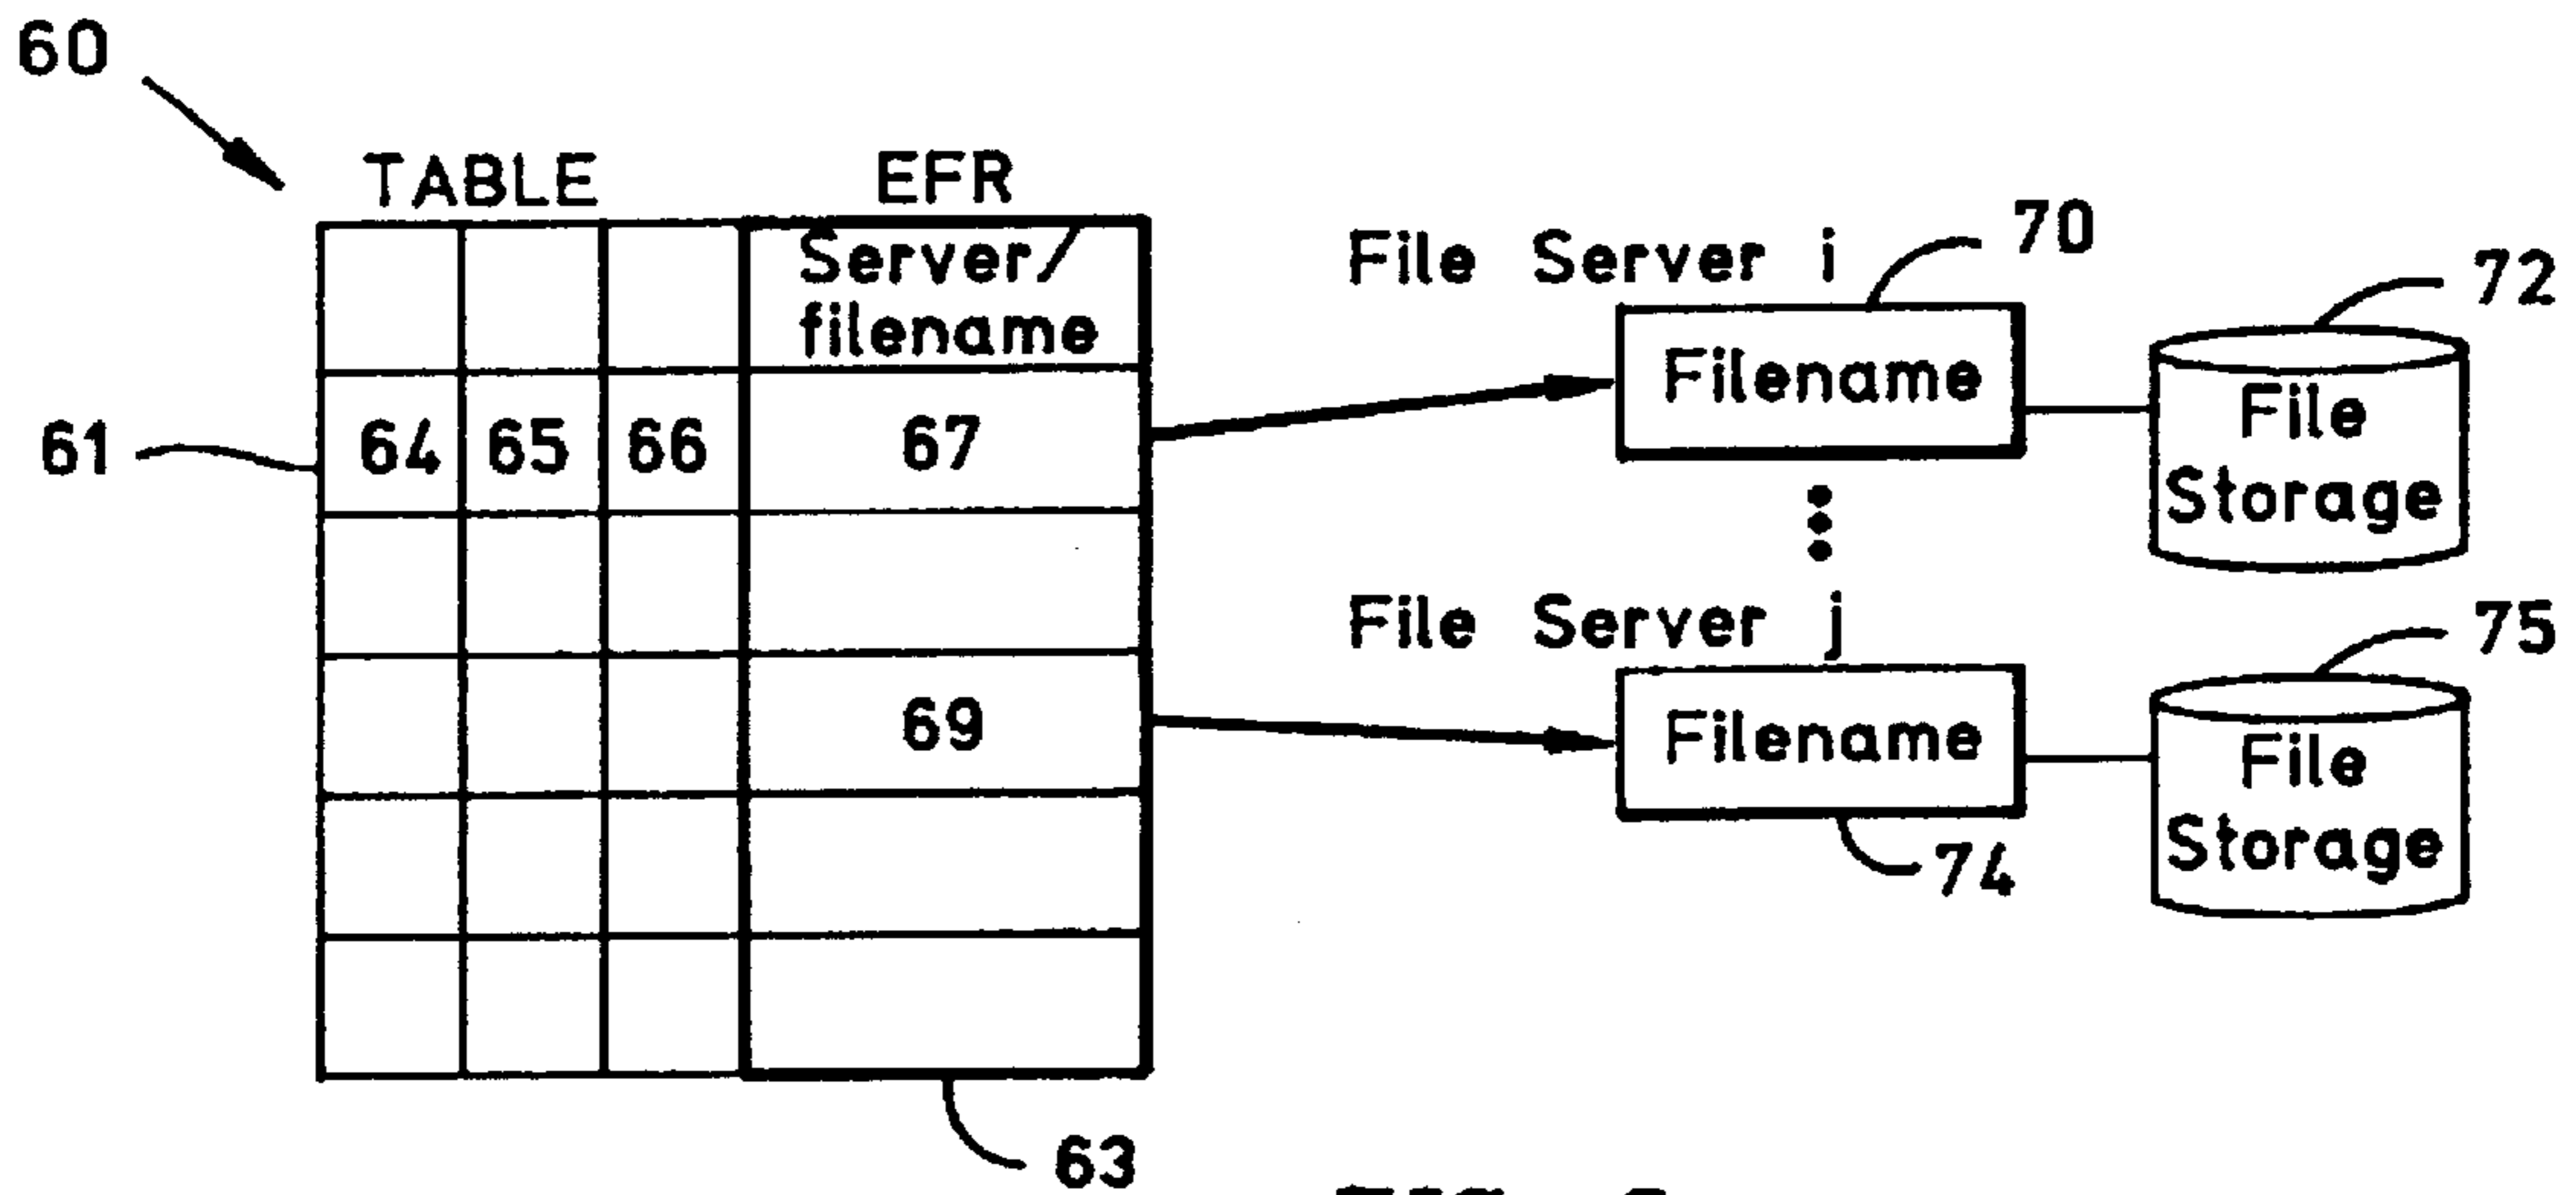 60
TABLE
EFR
Server/
filename
File Server i
70
Filename
72
File
Storage
61
64
65
66
67
File Server j
75
69
Filename
74
File
Storage
63